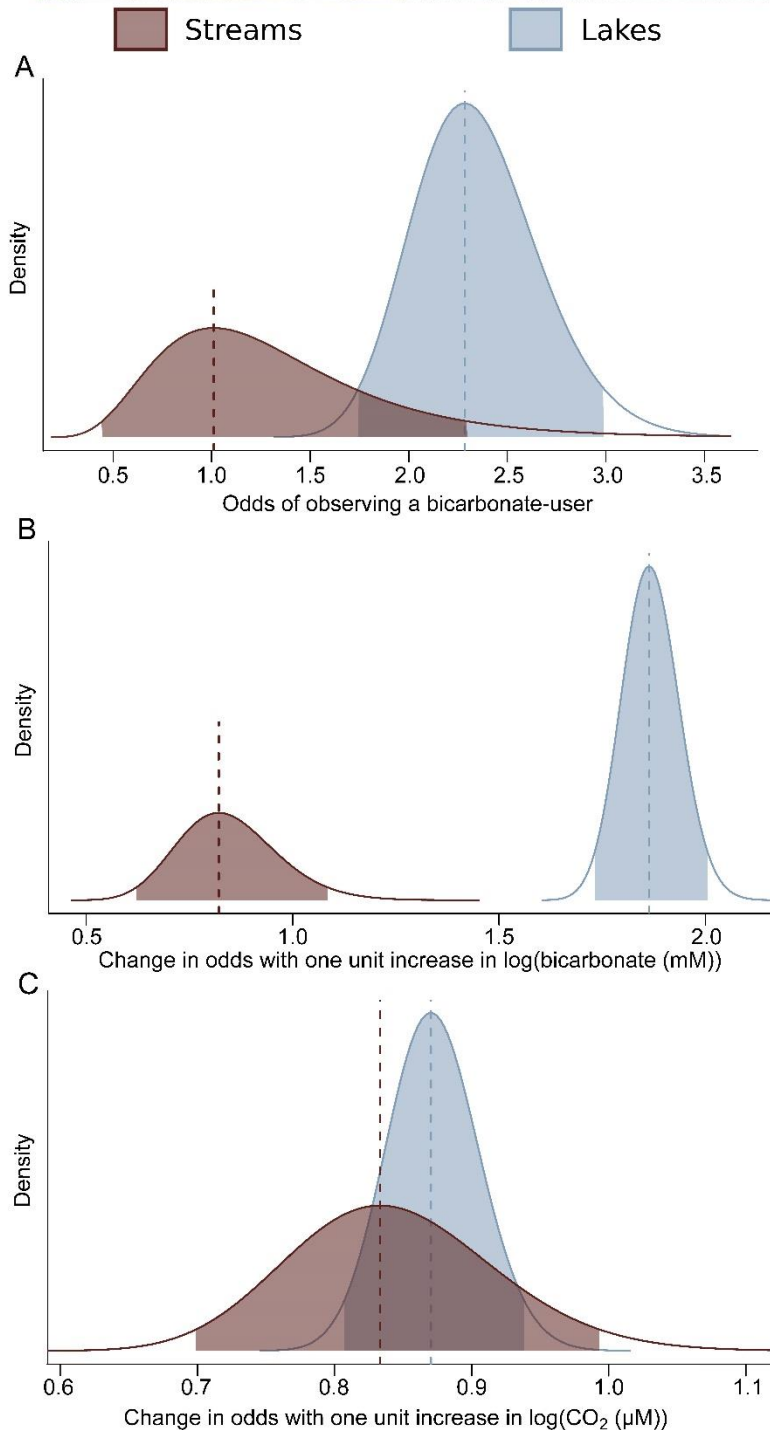 Streams Lakes
A
Density
0.5 1.0 1.5 2.0 2.5 3.0 3.5
Odds of observing a bicarbonate-user
B
Density
0.5 1.0 1.5 2.0
Change in odds with one unit increase in log(bicarbonate (mM))
C
Density
0.6 0.7 0.8 0.9 1.0 1.1
Change in odds with one unit increase in log(CO₂ (µM))